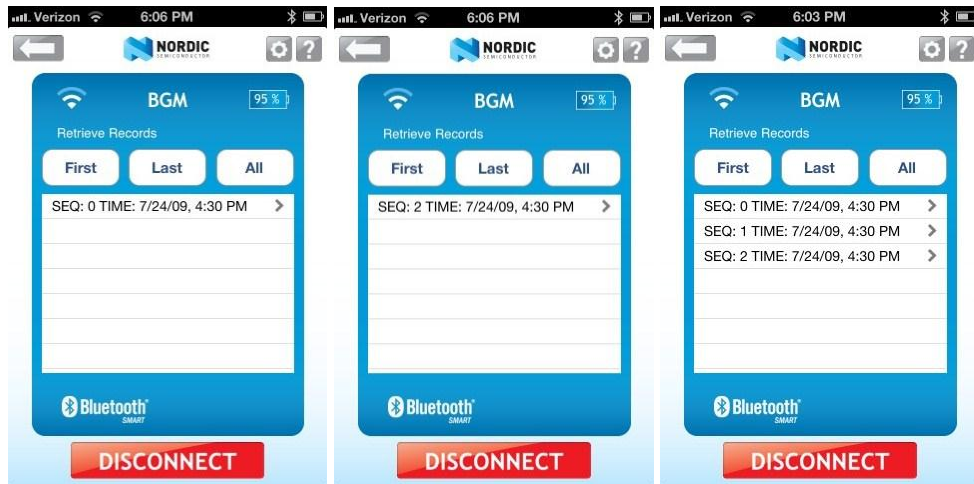 Verizon 6:06 PM
NORDIC
SEMICONDUCTOR
?
BGM 95 %
Retrieve Records
First Last All
SEQ: 0 TIME: 7/24/09, 4:30 PM
Bluetooth
SMART
DISCONNECT
Verizon 6:06 PM
NORDIC
SEMICONDUCTOR
?
BGM 95 %
Retrieve Records
First Last All
SEQ: 2 TIME: 7/24/09, 4:30 PM
Bluetooth
SMART
DISCONNECT
Verizon 6:03 PM
NORDIC
SEMICONDUCTOR
?
BGM 95 %
Retrieve Records
First Last All
SEQ: 0 TIME: 7/24/09, 4:30 PM
SEQ: 1 TIME: 7/24/09, 4:30 PM
SEQ: 2 TIME: 7/24/09, 4:30 PM
Bluetooth
SMART
DISCONNECT